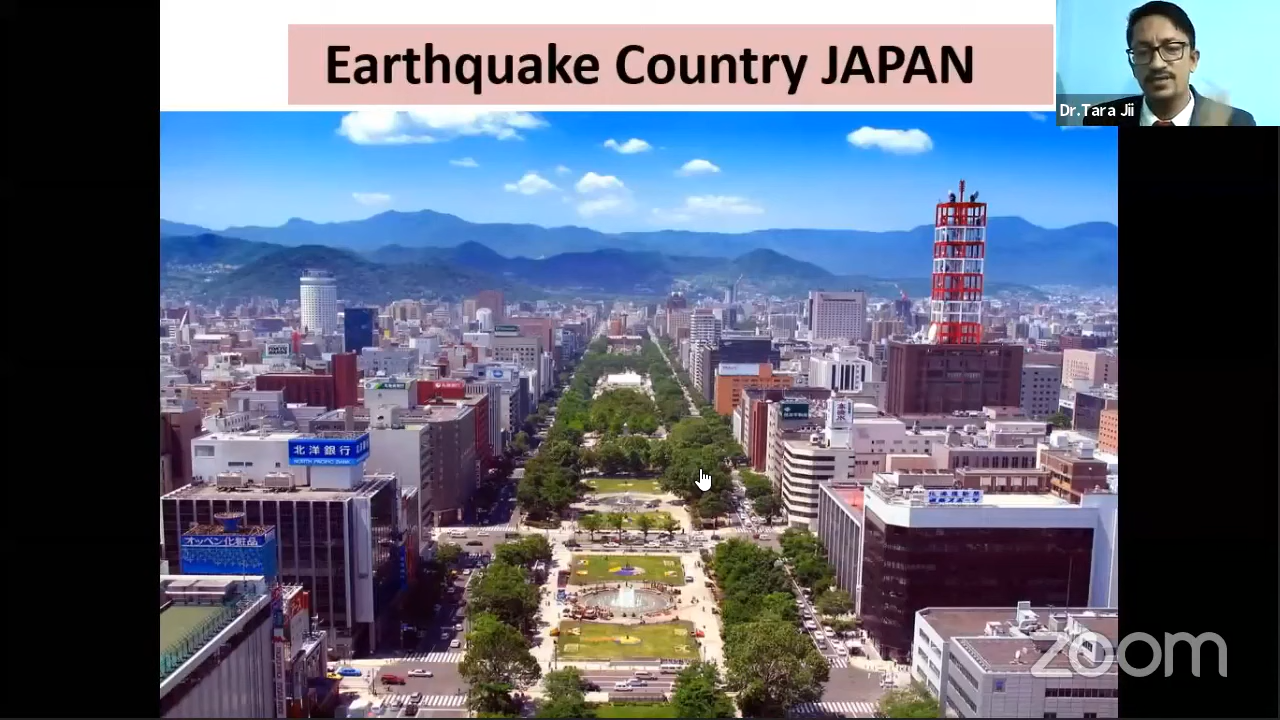 Earthquake Country JAPAN
Dr.Tara Jii
北洋銀行
NORTH PACIFIC BANK
オッペン化粧品
zoom